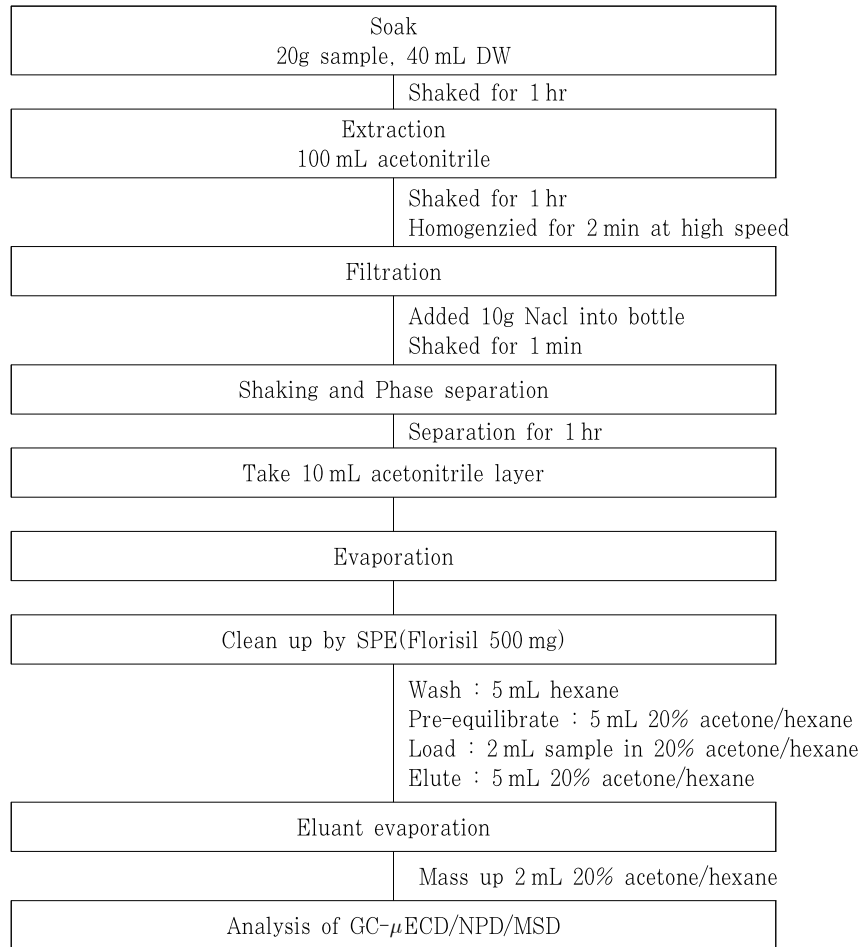 Soak
20g sample, 40 mL DW
Shaked for 1 hr
Extraction
100 mL acetonitrile
Shaked for 1 hr
Homogenzied for 2 min at high speed
Filtration
Added 10g Nacl into bottle
Shaked for 1 min
Shaking and Phase separation
Separation for 1 hr
Take 10 mL acetonitrile layer
Evaporation
Clean up by SPE(Florisil 500 mg)
Wash : 5 mL hexane
Pre-equilibrate : 5 mL 20% acetone/hexane
Load : 2 mL sample in 20% acetone/hexane
Elute : 5 mL 20% acetone/hexane
Eluant evaporation
Mass up 2 mL 20% acetone/hexane
Analysis of GC-μECD/NPD/MSD